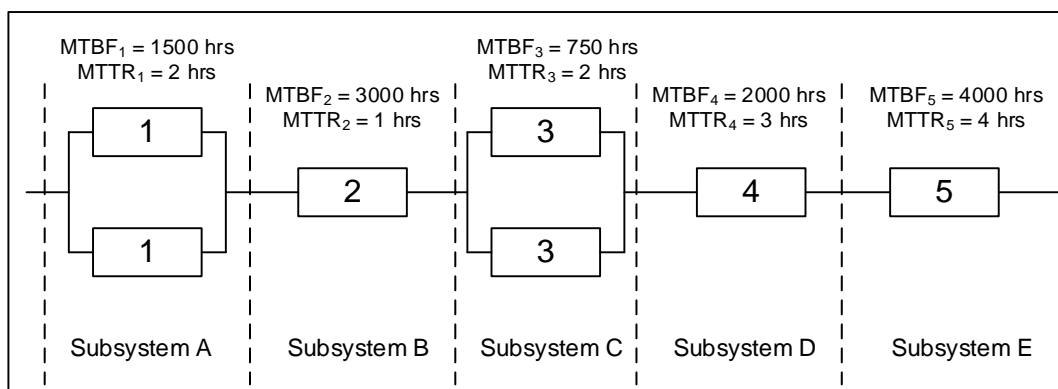 MTBF₁ = 1500 hrs
MTTR₁ = 2 hrs
1
1
Subsystem A
MTBF₂ = 3000 hrs
MTTR₂ = 1 hrs
2
Subsystem B
MTBF₃ = 750 hrs
MTTR₃ = 2 hrs
3
3
Subsystem C
MTBF₄ = 2000 hrs
MTTR₄ = 3 hrs
4
Subsystem D
MTBF₅ = 4000 hrs
MTTR₅ = 4 hrs
5
Subsystem E